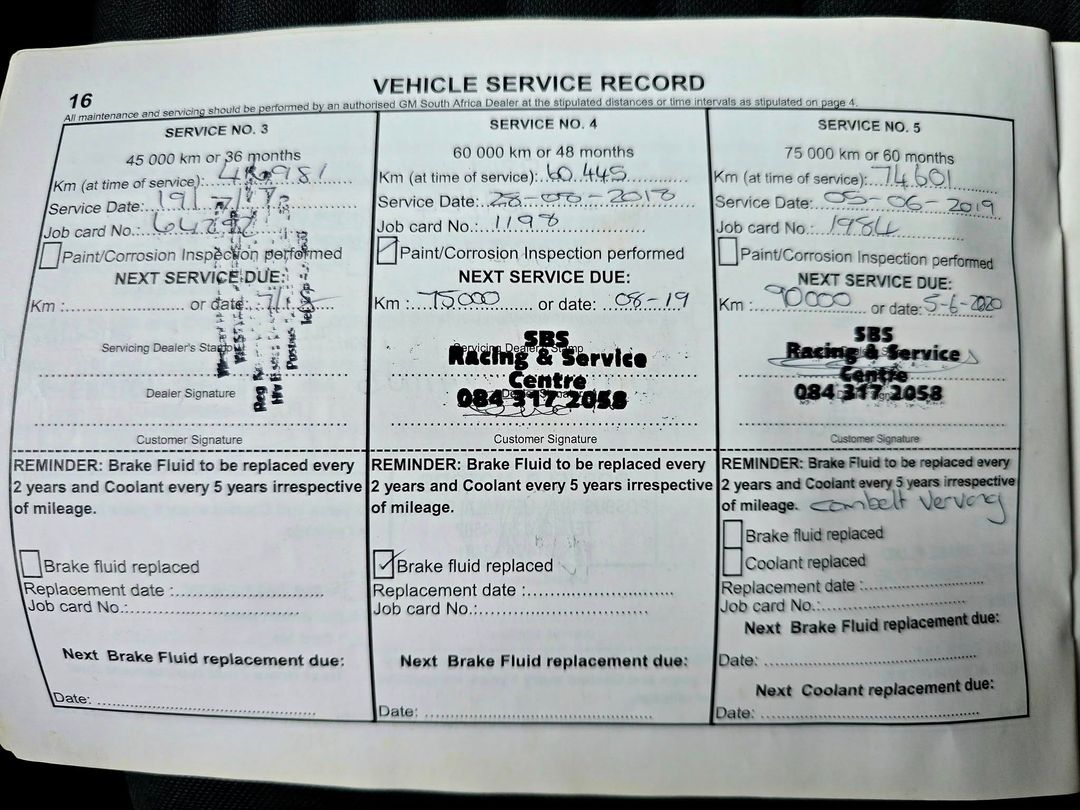 16
VEHICLE SERVICE RECORD
All maintenance and servicing should be performed by an authorised GM South Africa Dealer at the stipulated distances or time intervals as stipulated on page 4.
SERVICE NO. 3
45 000 km or 36 months
Km (at time of service):
Service Date:
Job card No.:
Paint/Corrosion Inspection performed
NEXT SERVICE DUE:
Km : or date:
Servicing Dealer's Stamp
Dealer Signature
Customer Signature
REMINDER: Brake Fluid to be replaced every
2 years and Coolant every 5 years irrespective
of mileage.
Brake fluid replaced
Replacement date :
Job card No.:
Next Brake Fluid replacement due:
Date:
SERVICE NO. 4
60 000 km or 48 months
Km (at time of service): 60 445
Service Date: 28-08-2018
Job card No.: 1198
Paint/Corrosion Inspection performed
NEXT SERVICE DUE:
Km : 75000 or date: 08-19
SBS
Racing & Service
Centre
084 317 2058
Customer Signature
REMINDER: Brake Fluid to be replaced every
2 years and Coolant every 5 years irrespective
of mileage.
Brake fluid replaced
Replacement date :
Job card No.:
Next Brake Fluid replacement due:
Date:
SERVICE NO. 5
75 000 km or 60 months
Km (at time of service): 74601
Service Date: 05-06-2019
Job card No.: 1984
Paint/Corrosion Inspection performed
NEXT SERVICE DUE:
Km : 90000 or date: 5-6-2020
SBS
Racing & Service
Centre
084 317 2058
Customer Signature
REMINDER: Brake Fluid to be replaced every
2 years and Coolant every 5 years irrespective
of mileage. cambelt Vervang
Brake fluid replaced
Coolant replaced
Replacement date :
Job card No.:
Next Brake Fluid replacement due:
Date:
Next Coolant replacement due:
Date: